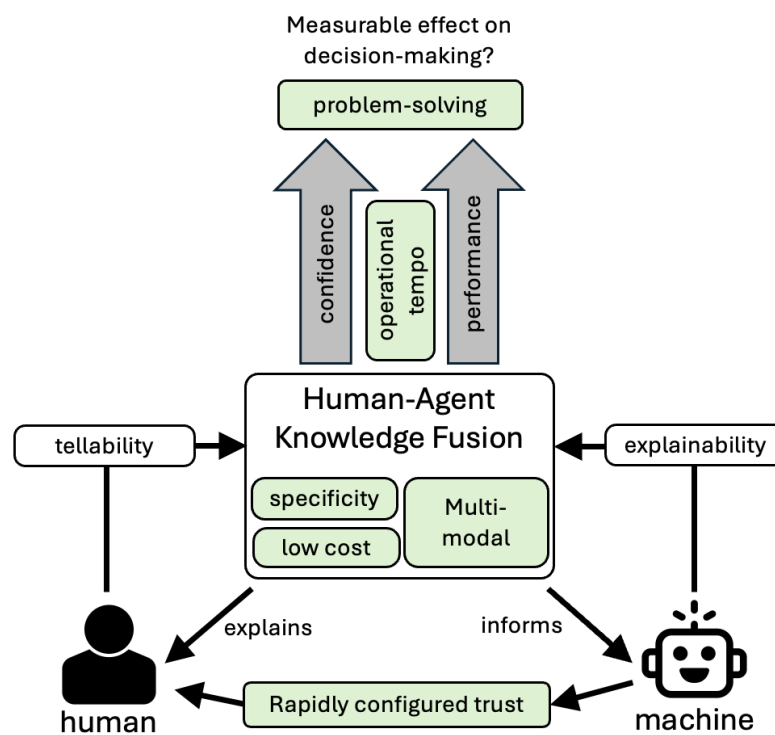 Measurable effect on
decision-making?
problem-solving
confidence
operational
tempo
performance
Human-Agent
Knowledge Fusion
tellability
explainability
specificity
low cost
Multi-
modal
explains
informs
Rapidly configured trust
human
machine